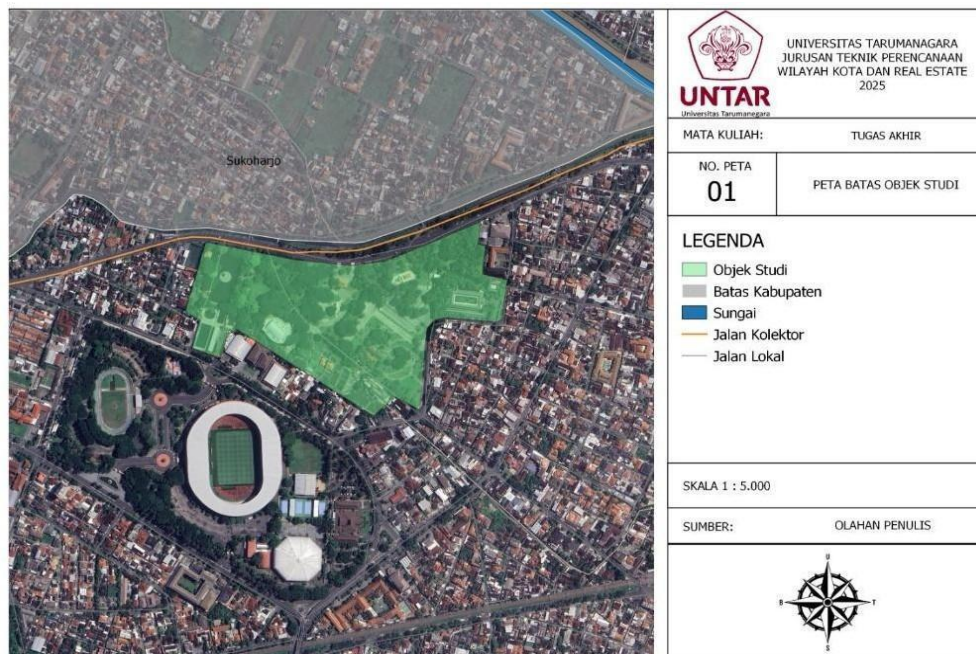 Sukoharjo
UNTAR
Universitas Tarumanegara
UNIVERSITAS TARUMANAGARA
JURUSAN TEKNIK PERENCANAAN
WILAYAH KOTA DAN REAL ESTATE
2025
MATA KULIAH: TUGAS AKHIR
NO. PETA
01
PETA BATAS OBJEK STUDI
LEGENDA
Objek Studi
Batas Kabupaten
Sungai
Jalan Kolektor
Jalan Lokal
SKALA 1 : 5.000
SUMBER: OLAHAN PENULIS
U
B T
S